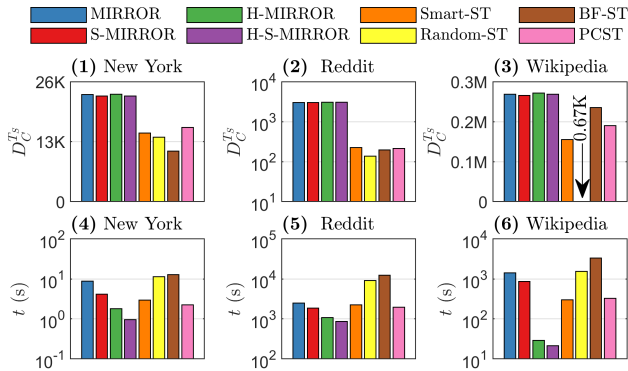 MIRROR H-MIRROR Smart-ST BF-ST
S-MIRROR H-S-MIRROR Random-ST PCST
(1) New York (2) Reddit (3) Wikipedia
26K 10^4 0.3M
D_C^{Ts} 13K D_C^{Ts} 10^3 D_C^{Ts} 0.2M 0.67K
10^2 0.1M
0 10^1 0
(4) New York (5) Reddit (6) Wikipedia
10^2 10^5 10^4
t (s) 10^1 t (s) 10^4 t (s) 10^3
10^0 10^3 10^2
10^-1 10^2 10^1